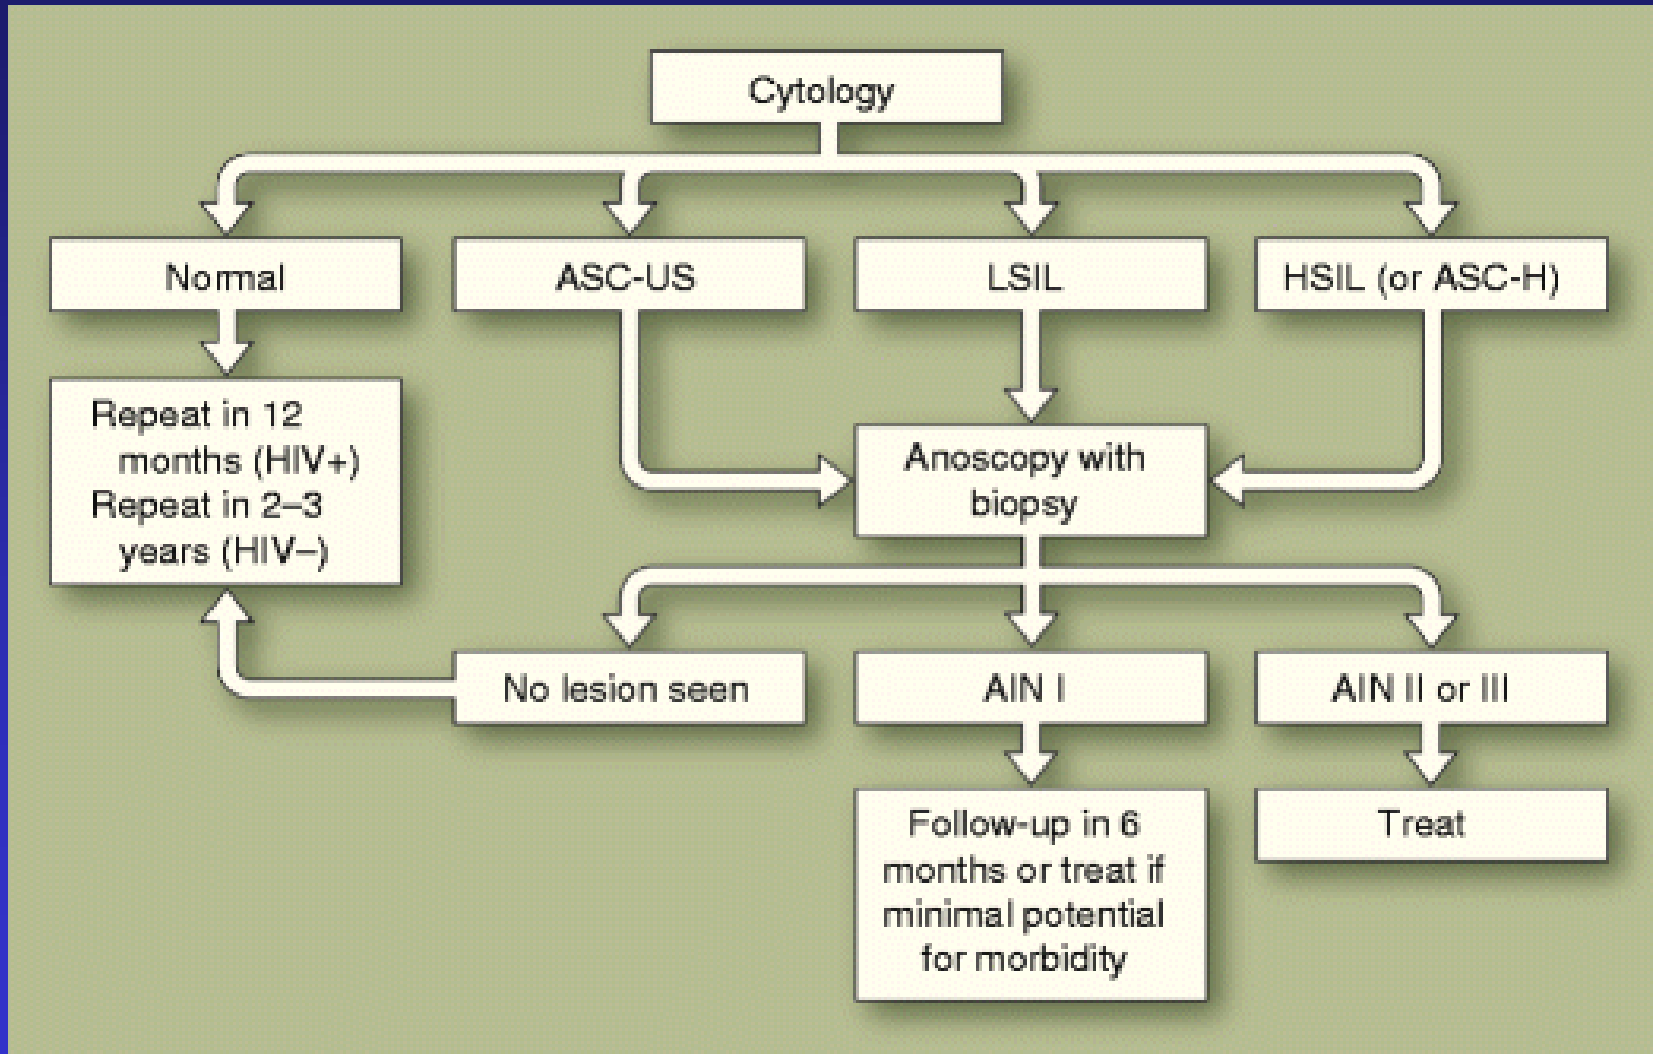 Cytology
Normal
ASC-US
LSIL
HSIL (or ASC-H)
Repeat in 12
months (HIV+)
Repeat in 2–3
years (HIV–)
Anoscopy with
biopsy
No lesion seen
AIN I
AIN II or III
Follow-up in 6
months or treat if
minimal potential
for morbidity
Treat